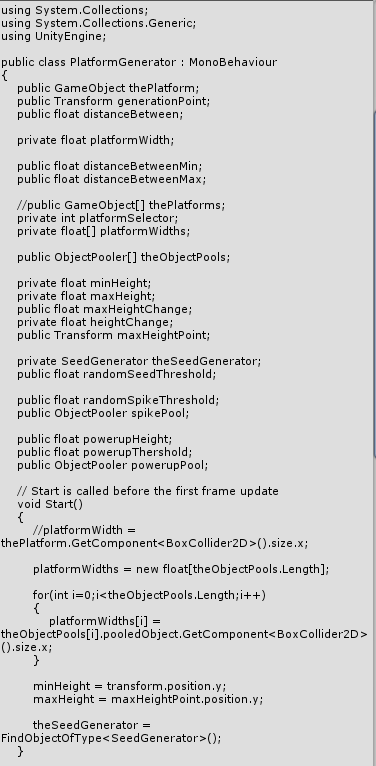 using System.Collections;
using System.Collections.Generic;
using UnityEngine;
public class PlatformGenerator : MonoBehaviour
{
public GameObject thePlatform;
public Transform generationPoint;
public float distanceBetween;
private float platformWidth;
public float distanceBetweenMin;
public float distanceBetweenMax;
//public GameObject[] thePlatforms;
private int platformSelector;
private float[] platformWidths;
public ObjectPooler[] theObjectPools;
private float minHeight;
private float maxHeight;
public float maxHeightChange;
private float heightChange;
public Transform maxHeightPoint;
private SeedGenerator theSeedGenerator;
public float randomSeedThreshold;
public float randomSpikeThreshold;
public ObjectPooler spikePool;
public float powerupHeight;
public float powerupThershold;
public ObjectPooler powerupPool;
// Start is called before the first frame update
void Start()
{
//platformWidth =
thePlatform.GetComponent<BoxCollider2D>().size.x;
platformWidths = new float[theObjectPools.Length];
for(int i=0;i<theObjectPools.Length;i++)
{
platformWidths[i] =
theObjectPools[i].pooledObject.GetComponent<BoxCollider2D>
().size.x;
}
minHeight = transform.position.y;
maxHeight = maxHeightPoint.position.y;
theSeedGenerator =
FindObjectOfType<SeedGenerator>();
}